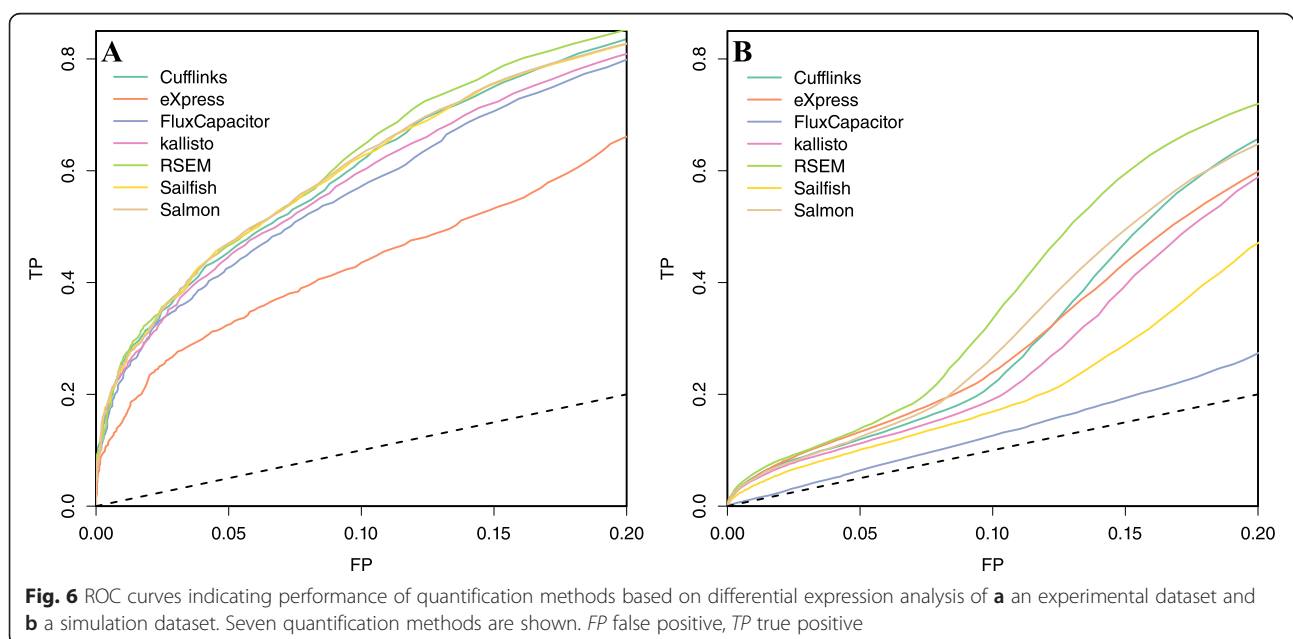 A
Cufflinks
eXpress
FluxCapacitor
kallisto
RSEM
Sailfish
Salmon
TP
0.8
0.6
0.4
0.2
0.0
0.00 0.05 0.10 0.15 0.20
FP
B
Cufflinks
eXpress
FluxCapacitor
kallisto
RSEM
Sailfish
Salmon
TP
0.8
0.6
0.4
0.2
0.0
0.00 0.05 0.10 0.15 0.20
FP
Fig. 6 ROC curves indicating performance of quantification methods based on differential expression analysis of a an experimental dataset and
b a simulation dataset. Seven quantification methods are shown. FP false positive, TP true positive